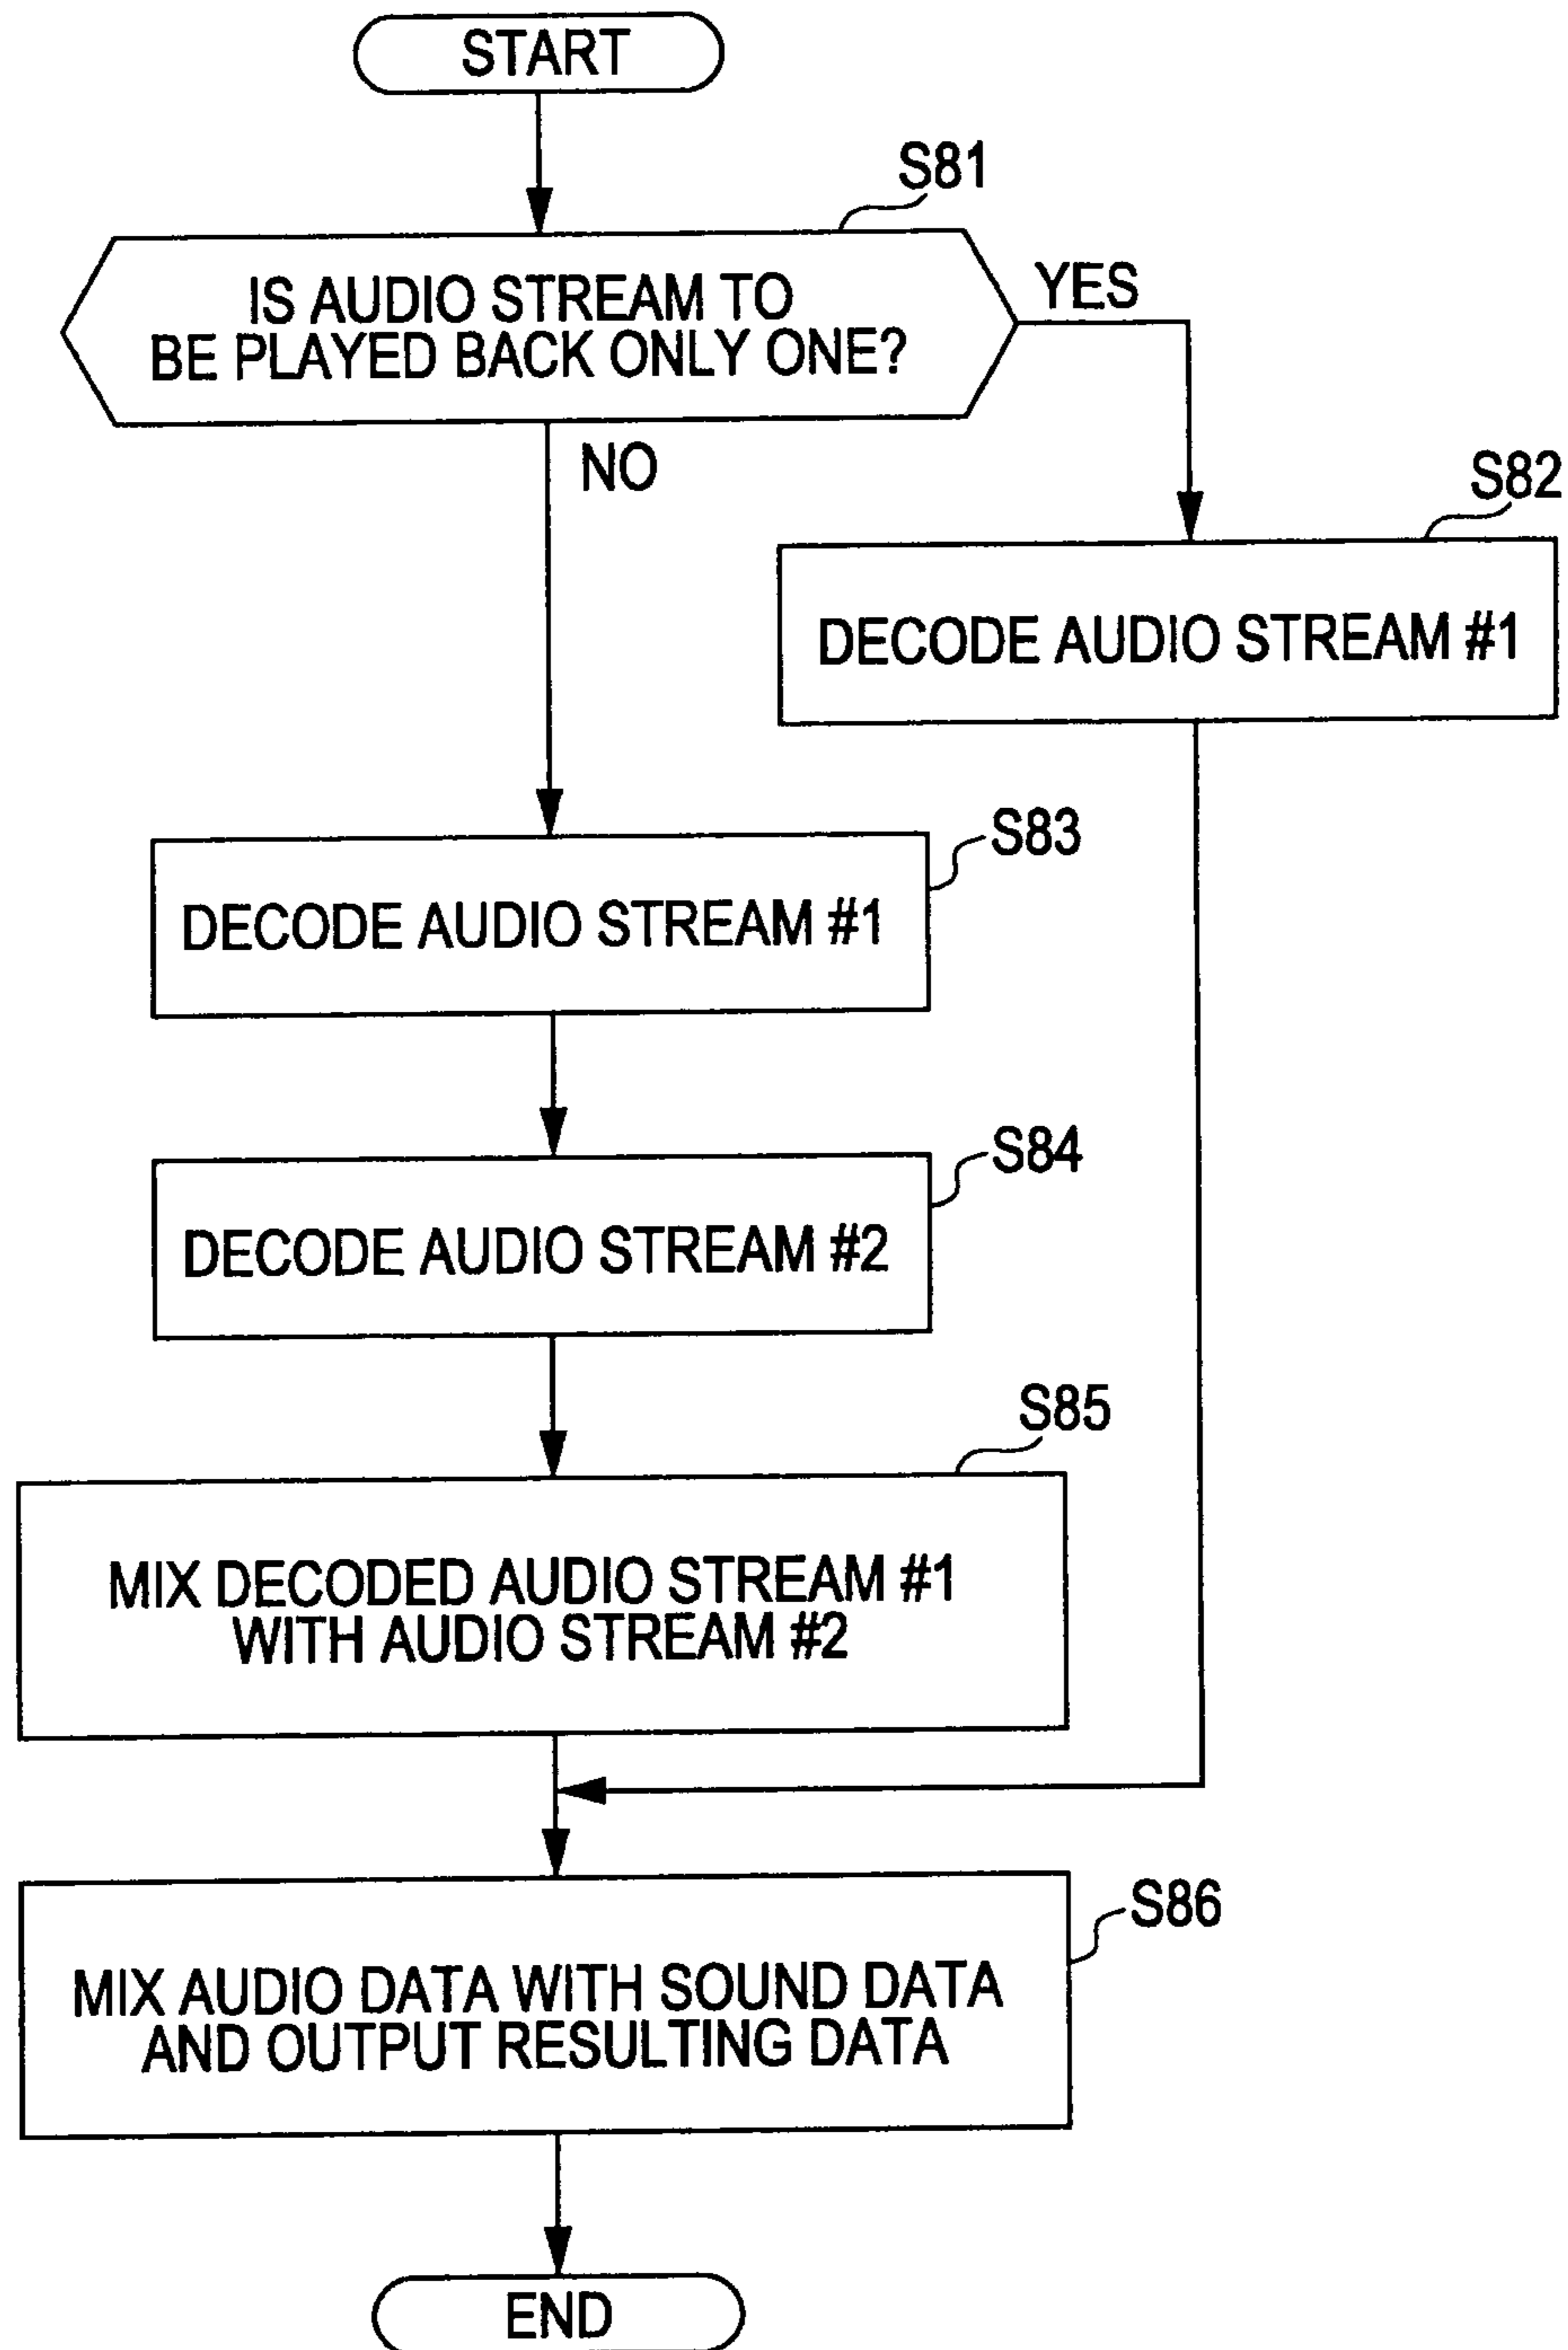 START
S81
IS AUDIO STREAM TO
BE PLAYED BACK ONLY ONE?
YES
NO
S82
DECODE AUDIO STREAM #1
S83
DECODE AUDIO STREAM #1
S84
DECODE AUDIO STREAM #2
S85
MIX DECODED AUDIO STREAM #1
WITH AUDIO STREAM #2
S86
MIX AUDIO DATA WITH SOUND DATA
AND OUTPUT RESULTING DATA
END